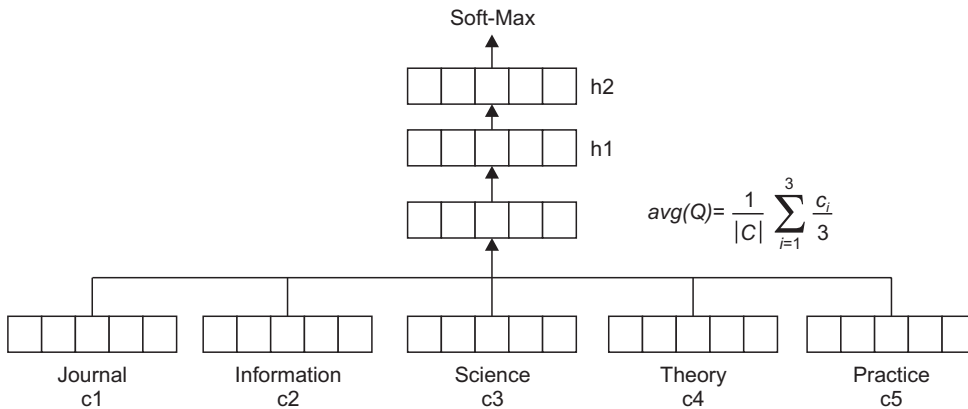 Soft-Max
h2
h1
avg(Q)= 1/|C| ∑_{i=1}^{3} c_i/3
Journal Information Science Theory Practice
c1 c2 c3 c4 c5